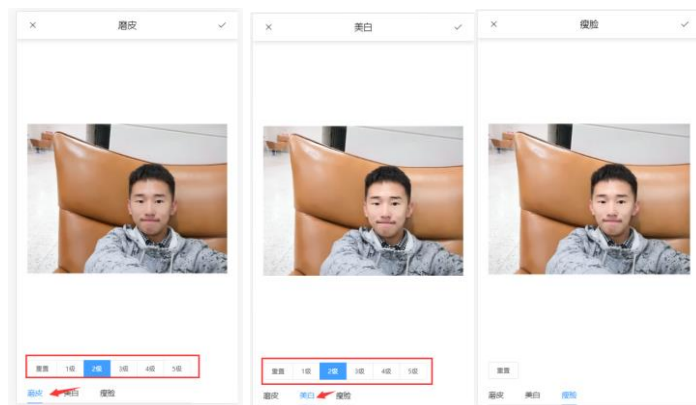 × 磨皮 ✓
重置 1级 2级 3级 4级 5级
磨皮 美白 瘦脸
× 美白 ✓
重置 1级 2级 3级 4级 5级
磨皮 美白 瘦脸
× 瘦脸 ✓
重置
磨皮 美白 瘦脸